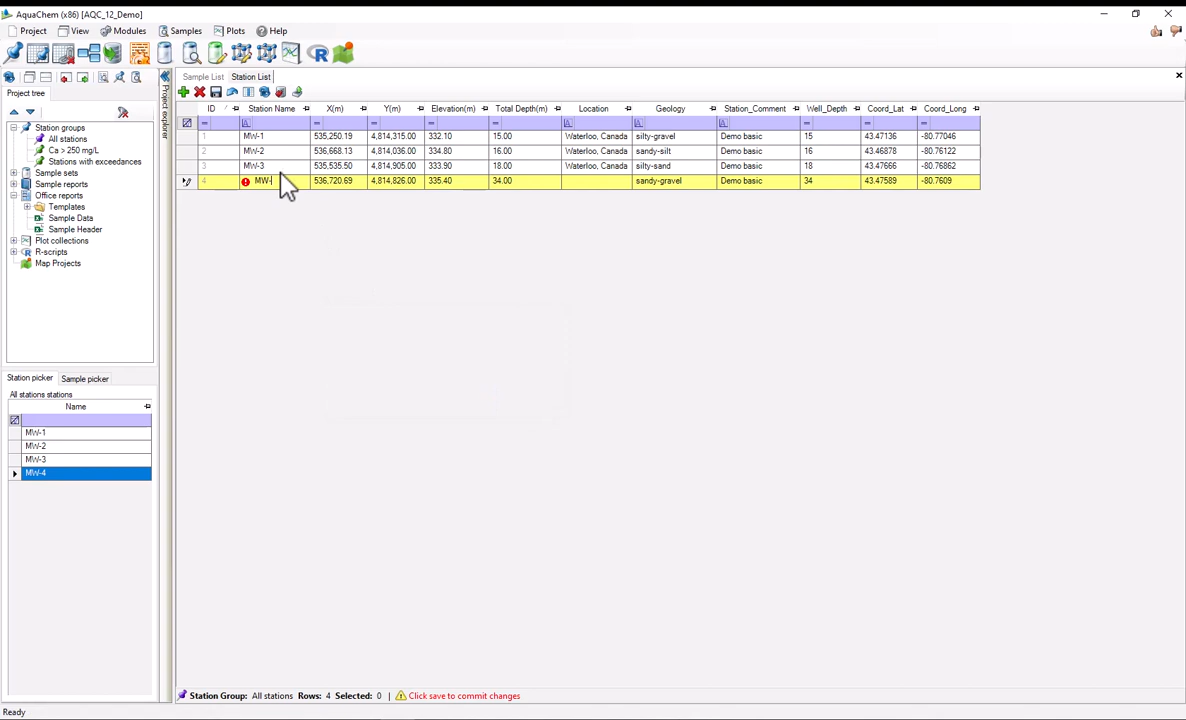 AquaChem (x86) [AQC_12_Demo]
Project View Modules Samples Plots Help
Sample List Station List
Project tree
Station groups
All stations
Ca > 250 mg/L
Stations with exceedances
Sample sets
Sample reports
Office reports
Templates
Sample Data
Sample Header
Plot collections
R-scripts
Map Projects
Project explorer
ID Station Name X(m) Y(m) Elevation(m) Total Depth(m) Location Geology Station_Comment Well_Depth Coord_Lat Coord_Long
1 MW-1 535,250.19 4,814,315.00 332.10 15.00 Waterloo, Canada silty-gravel Demo basic 15 43.47136 -80.77046
2 MW-2 536,668.13 4,814,036.00 334.80 16.00 Waterloo, Canada sandy-silt Demo basic 16 43.46878 -80.76122
3 MW-3 535,535.50 4,814,905.00 333.90 18.00 Waterloo, Canada silty-sand Demo basic 18 43.47666 -80.76862
4 MW- 536,720.69 4,814,826.00 335.40 34.00 sandy-gravel Demo basic 34 43.47589 -80.7609
Station picker Sample picker
All stations stations
Name
MW-1
MW-2
MW-3
MW-4
Station Group: All stations Rows: 4 Selected: 0 | Click save to commit changes
Ready